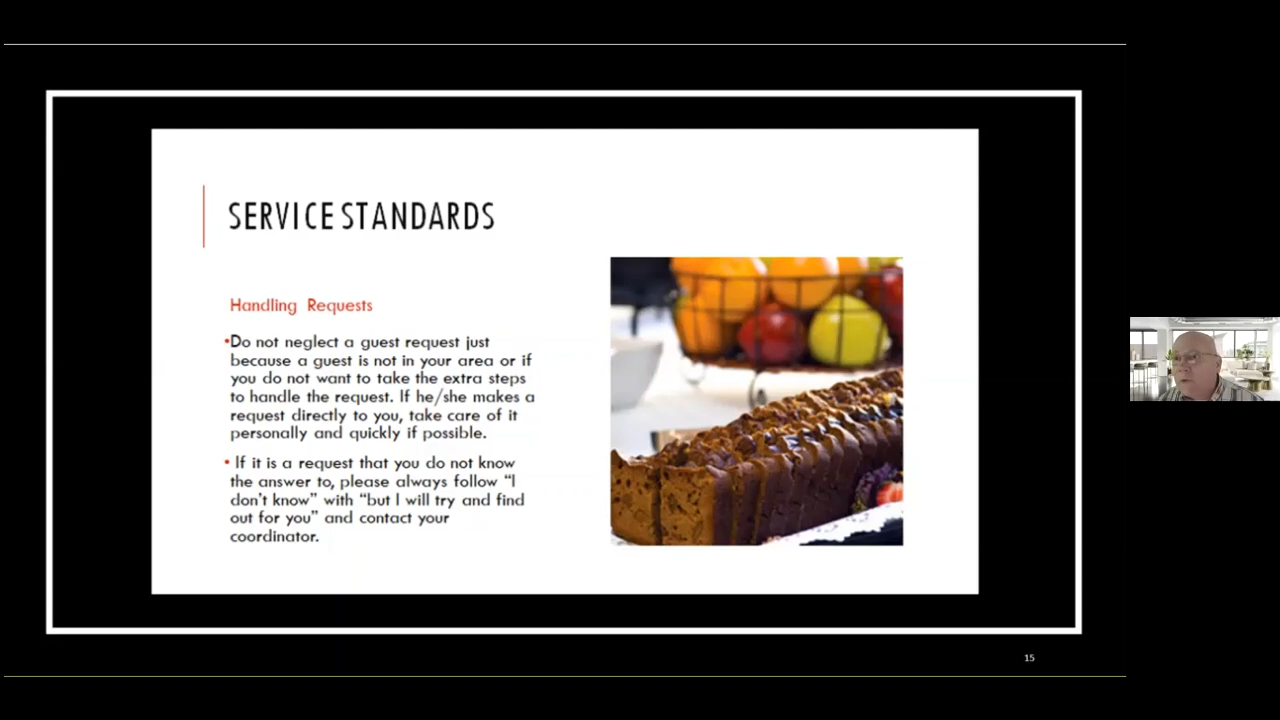 SERVICE STANDARDS
Handling Requests
•Do not neglect a guest request just
because a guest is not in your area or if
you do not want to take the extra steps
to handle the request. If he/she makes a
request directly to you, take care of it
personally and quickly if possible.
• If it is a request that you do not know
the answer to, please always follow “I
don’t know” with “but I will try and find
out for you” and contact your
coordinator.
15